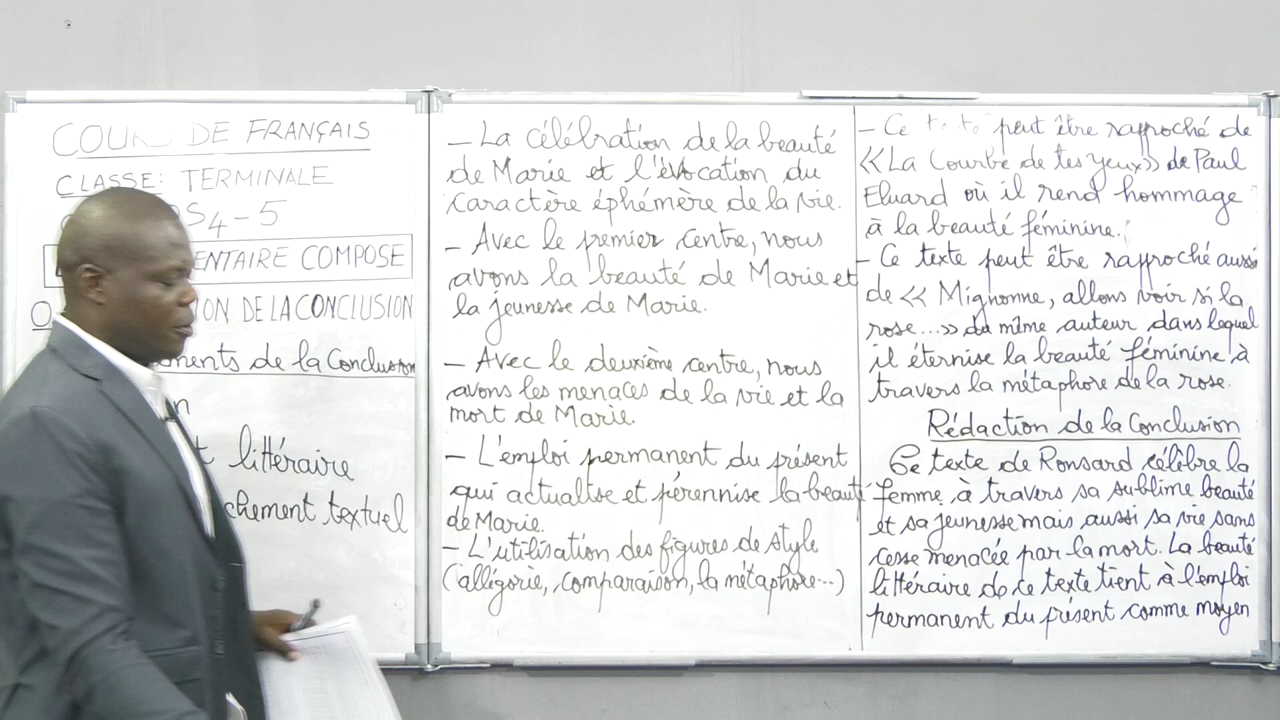 COURS DE FRANÇAIS
CLASSE: TERMINALE
S4-5
ENTAIRE COMPOSE
ION DE LA CONCLUSION
ments de la Conclusion
n
t littéraire
chement textuel
- La célébration de la beauté
de Marie et l'évocation du
caractère éphémère de la vie.
- Avec le premier centre, nous
avons la beauté de Marie et
la jeunesse de Marie.
- Avec le deuxième centre, nous
avons les menaces de la vie et la
mort de Marie.
- L'emploi permanent du présent
qui actualise et pérennise la beauté
de Marie.
- L'utilisation des figures de style
(allégorie, comparaison, la métaphore...)
- Ce texte peut être rapproché de
<<La Courbe de tes yeux>> de Paul
Eluard où il rend hommage
à la beauté féminine.
- Ce texte peut être rapproché aussi
de << Mignonne, allons voir si la
rose...>> du même auteur dans lequel
il éternise la beauté féminine à
travers la métaphore de la rose.
Rédaction de la Conclusion
Ce texte de Ronsard célèbre la
femme à travers sa sublime beauté
et sa jeunesse mais aussi sa vie sans
cesse menacée par la mort. La beauté
littéraire de ce texte tient à l'emploi
permanent du présent comme moyen